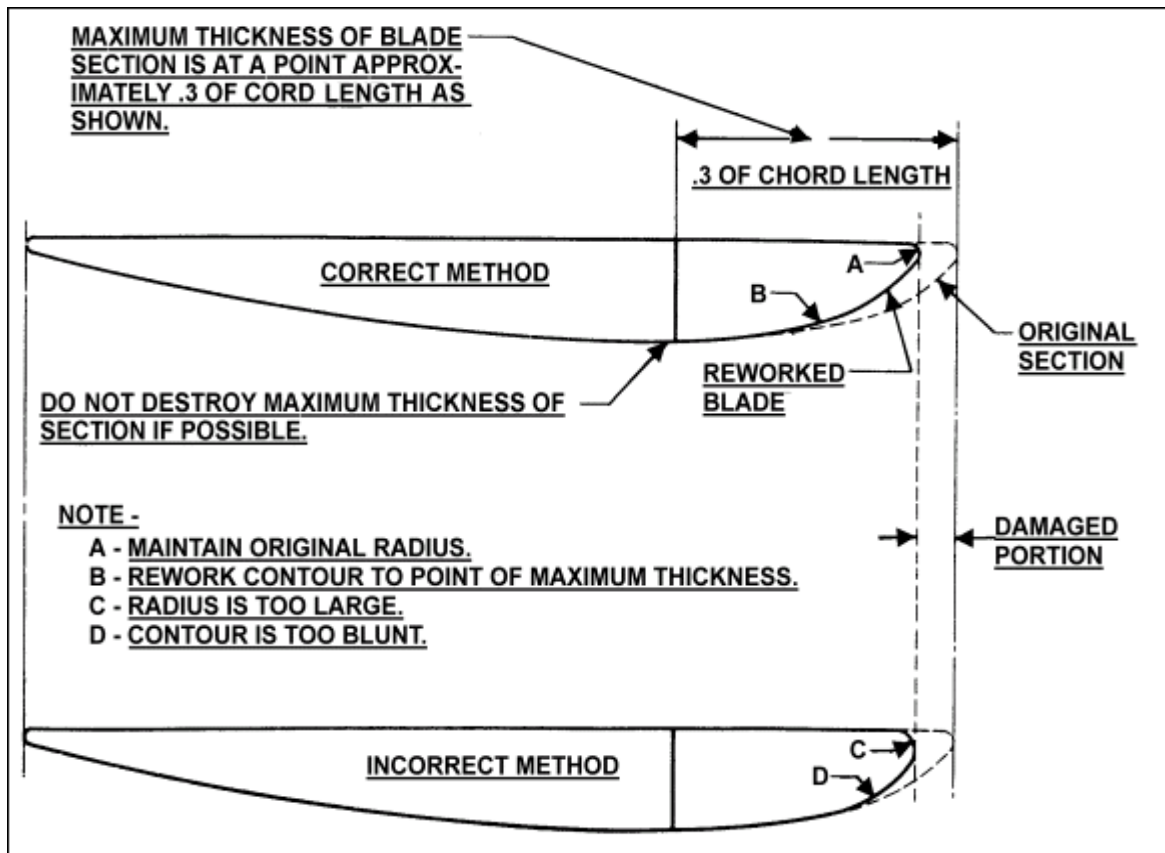 MAXIMUM THICKNESS OF BLADE
SECTION IS AT A POINT APPROX-
IMATELY .3 OF CORD LENGTH AS
SHOWN.
.3 OF CHORD LENGTH
CORRECT METHOD
A
B
ORIGINAL
SECTION
REWORKED
BLADE
DO NOT DESTROY MAXIMUM THICKNESS OF
SECTION IF POSSIBLE.
NOTE -
A - MAINTAIN ORIGINAL RADIUS.
B - REWORK CONTOUR TO POINT OF MAXIMUM THICKNESS.
C - RADIUS IS TOO LARGE.
D - CONTOUR IS TOO BLUNT.
DAMAGED
PORTION
INCORRECT METHOD
C
D